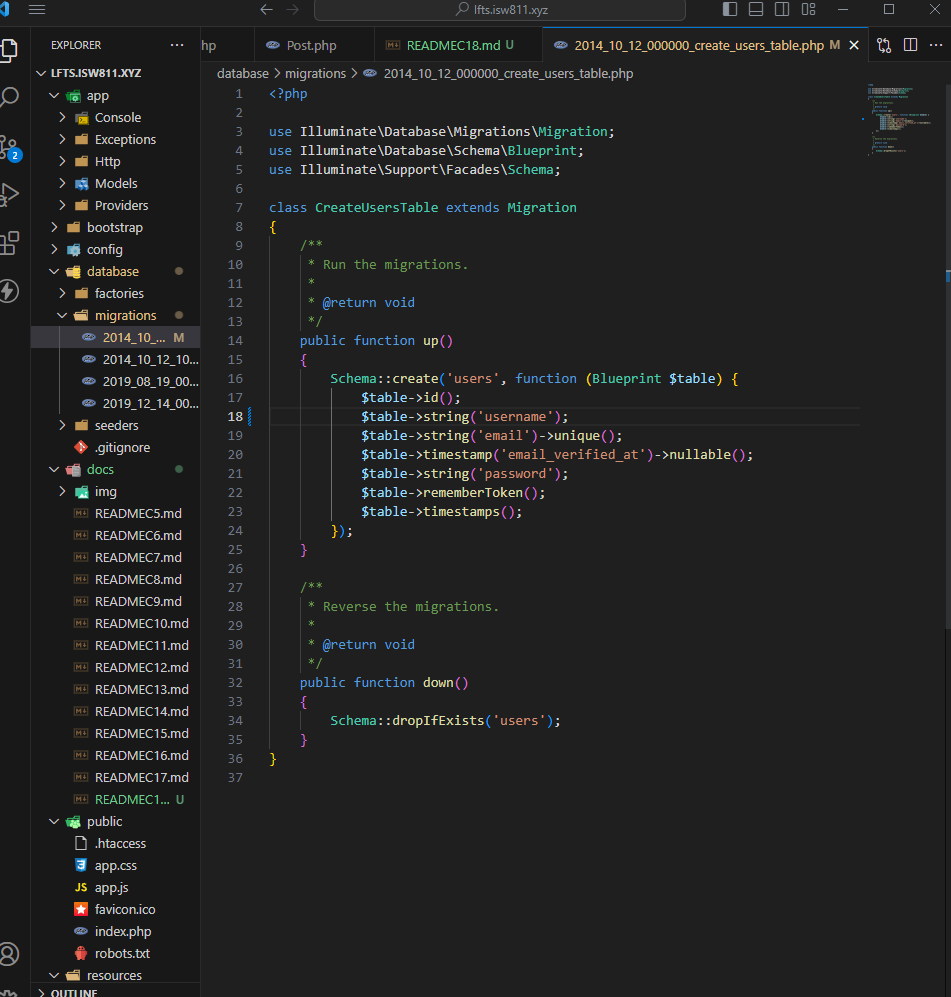 lfts.isw811.xyz
EXPLORER
hp
Post.php
READMEC18.md U
2014_10_12_000000_create_users_table.php M
LFTS.ISW811.XYZ
app
Console
Exceptions
Http
Models
Providers
bootstrap
config
database
factories
migrations
2014_10_... M
2014_10_12_10...
2019_08_19_00...
2019_12_14_00...
seeders
.gitignore
docs
img
READMEC5.md
READMEC6.md
READMEC7.md
READMEC8.md
READMEC9.md
READMEC10.md
READMEC11.md
READMEC12.md
READMEC13.md
READMEC14.md
READMEC15.md
READMEC16.md
READMEC17.md
READMEC1... U
public
.htaccess
app.css
JS app.js
favicon.ico
index.php
robots.txt
resources
OUTLINE
2
database > migrations > 2014_10_12_000000_create_users_table.php
1 <?php
2
3 use Illuminate\Database\Migrations\Migration;
4 use Illuminate\Database\Schema\Blueprint;
5 use Illuminate\Support\Facades\Schema;
6
7 class CreateUsersTable extends Migration
8 {
9 /**
10 * Run the migrations.
11 *
12 * @return void
13 */
14 public function up()
15 {
16 Schema::create('users', function (Blueprint $table) {
17 $table->id();
18 $table->string('username');
19 $table->string('email')->unique();
20 $table->timestamp('email_verified_at')->nullable();
21 $table->string('password');
22 $table->rememberToken();
23 $table->timestamps();
24 });
25 }
26
27 /**
28 * Reverse the migrations.
29 *
30 * @return void
31 */
32 public function down()
33 {
34 Schema::dropIfExists('users');
35 }
36 }
37